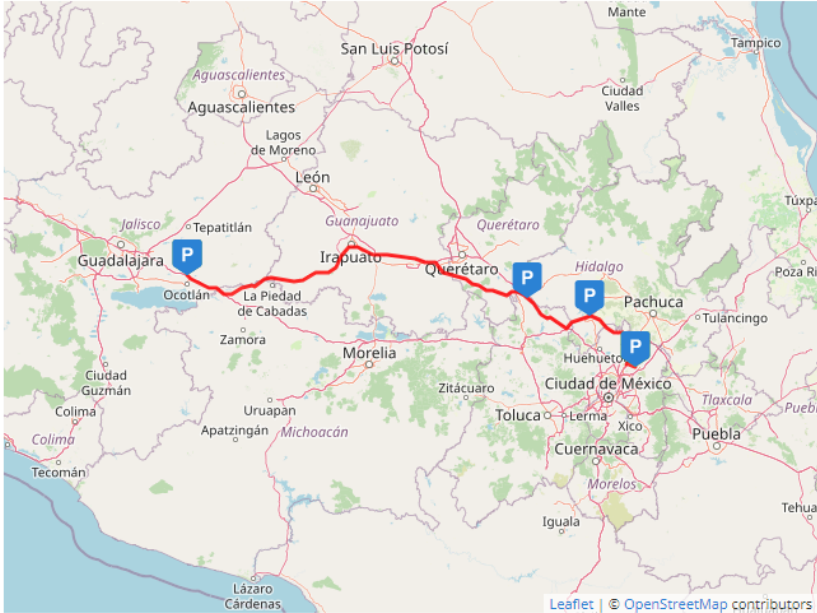 Mante
San Luis Potosí
Tampico
Aguascalientes
Aguascalientes
Ciudad
Valles
Lagos
de Moreno
León
Túxpa
Jalisco
Tepatitlán
Guanajuato
Querétaro
Guadalajara
P
Irapuato
Querétaro
Hidalgo
Poza Ri
P
Ocotlán
La Piedad
de Cabadas
P
Pachuca
Tulancingo
Zamora
Morelia
Huehueto
P
Ciudad
Guzmán
Zitácuaro
Ciudad de México
Tlaxcala
Uruapan
Colima
Toluca
Lerma
Puebl
Apatzingán
Michoacán
Xico
Colima
Puebla
Cuernavaca
Tecomán
Morelos
Tehua
Iguala
Lázaro
Cárdenas
Leaflet | © OpenStreetMap contributors